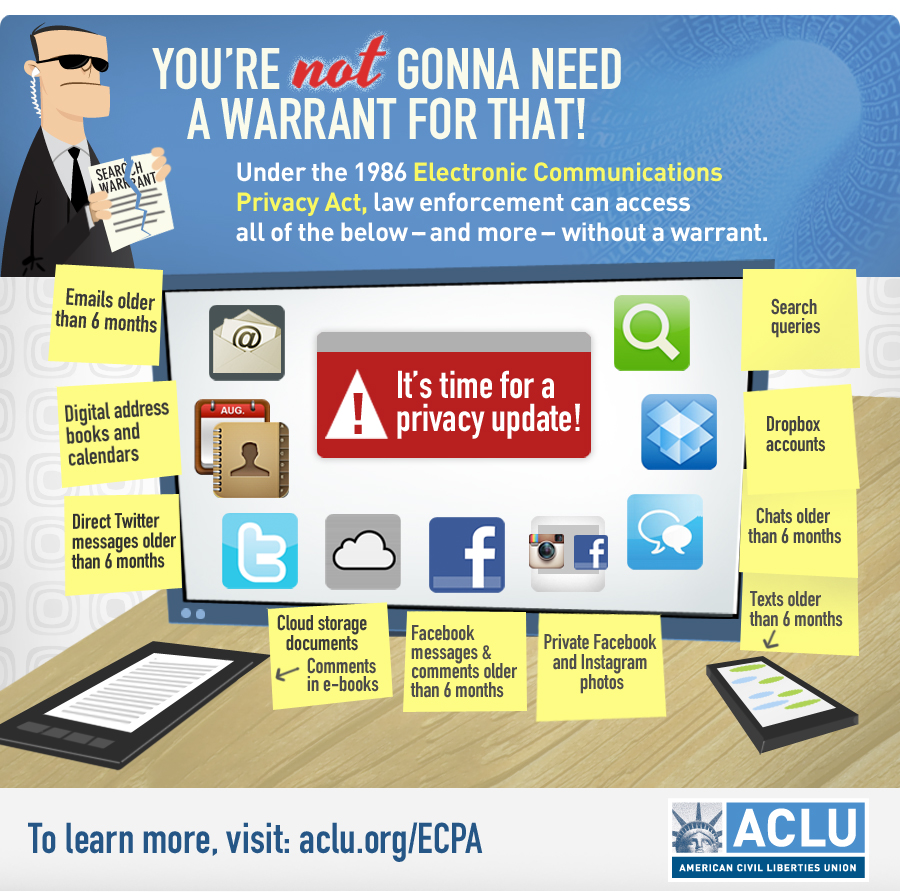 YOU'RE not GONNA NEED
A WARRANT FOR THAT!
SEARCH
WARRANT
Under the 1986 Electronic Communications
Privacy Act, law enforcement can access
all of the below – and more – without a warrant.
Emails older
than 6 months
Digital address
books and
calendars
Direct Twitter
messages older
than 6 months
@
AUG.
It's time for a
privacy update!
!
t
f
f
Search
queries
Dropbox
accounts
Chats older
than 6 months
Texts older
than 6 months
Cloud storage
documents
Comments
in e-books
Facebook
messages &
comments older
than 6 months
Private Facebook
and Instagram
photos
To learn more, visit: aclu.org/ECPA
ACLU
AMERICAN CIVIL LIBERTIES UNION